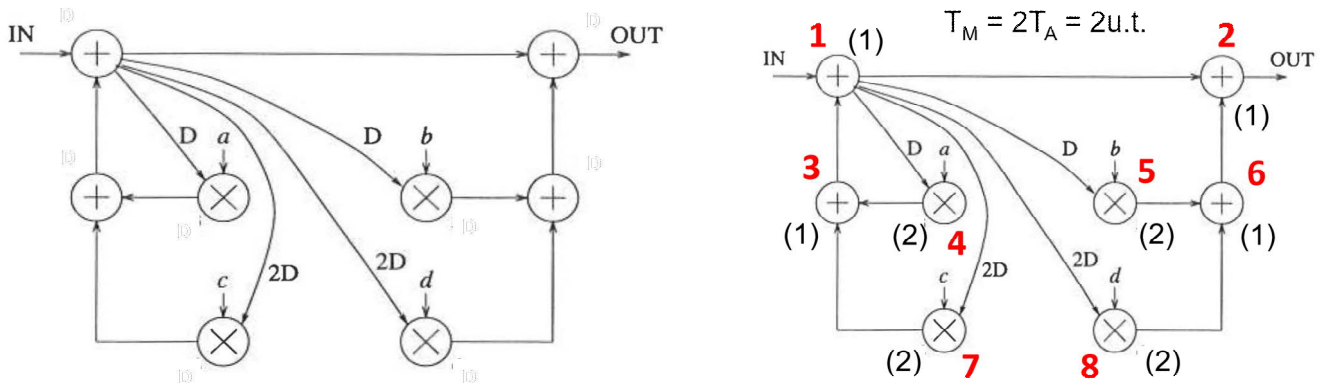 D
D
IN
OUT
D
D
D
a
b
D
D
D
2D
2D
c
d
D
D
T_M = 2T_A = 2u.t.
1
(1)
2
IN
OUT
(1)
D
a
D
b
3
5
6
(1)
(2)
4
(2)
(1)
2D
2D
c
d
(2)
7
8
(2)